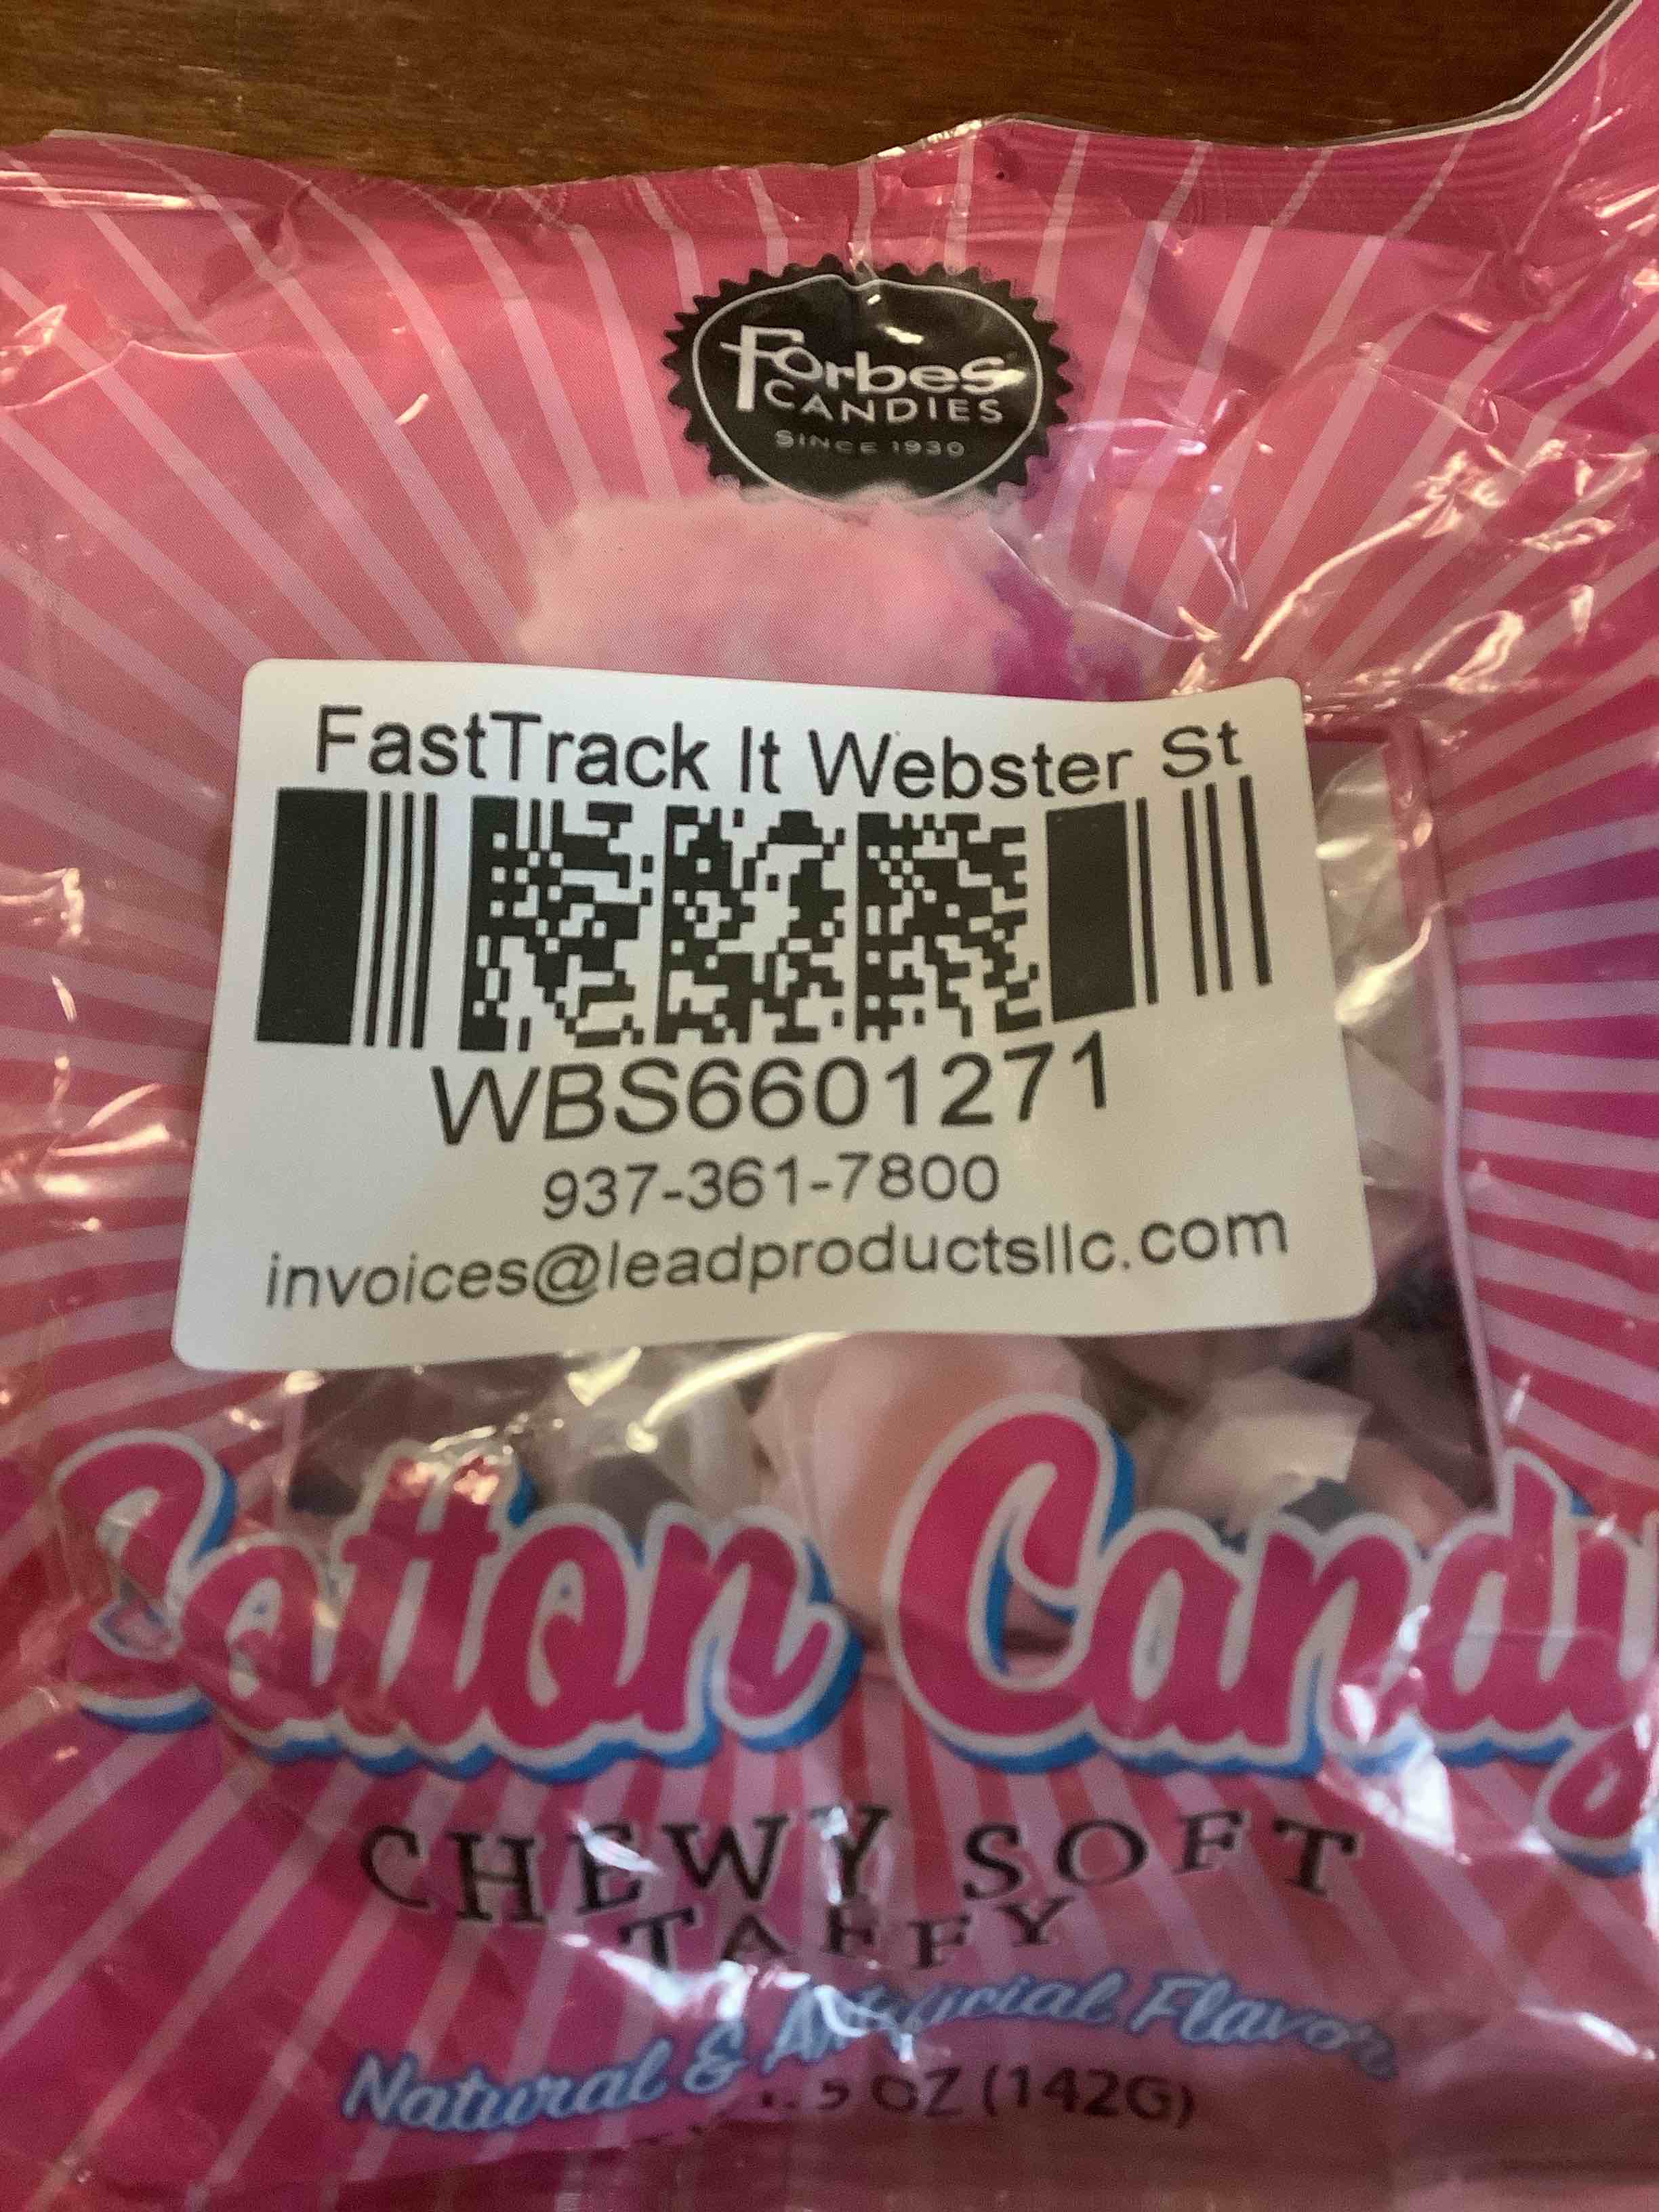 Forbes
CANDIES
SINCE 1930
FastTrack It Webster St
WBS6601271
937-361-7800
invoices@leadproductsllc.com
Cotton Candy
CHEWY SOFT
TAFFY
Natural & Artificial Flavor
5 OZ (142G)